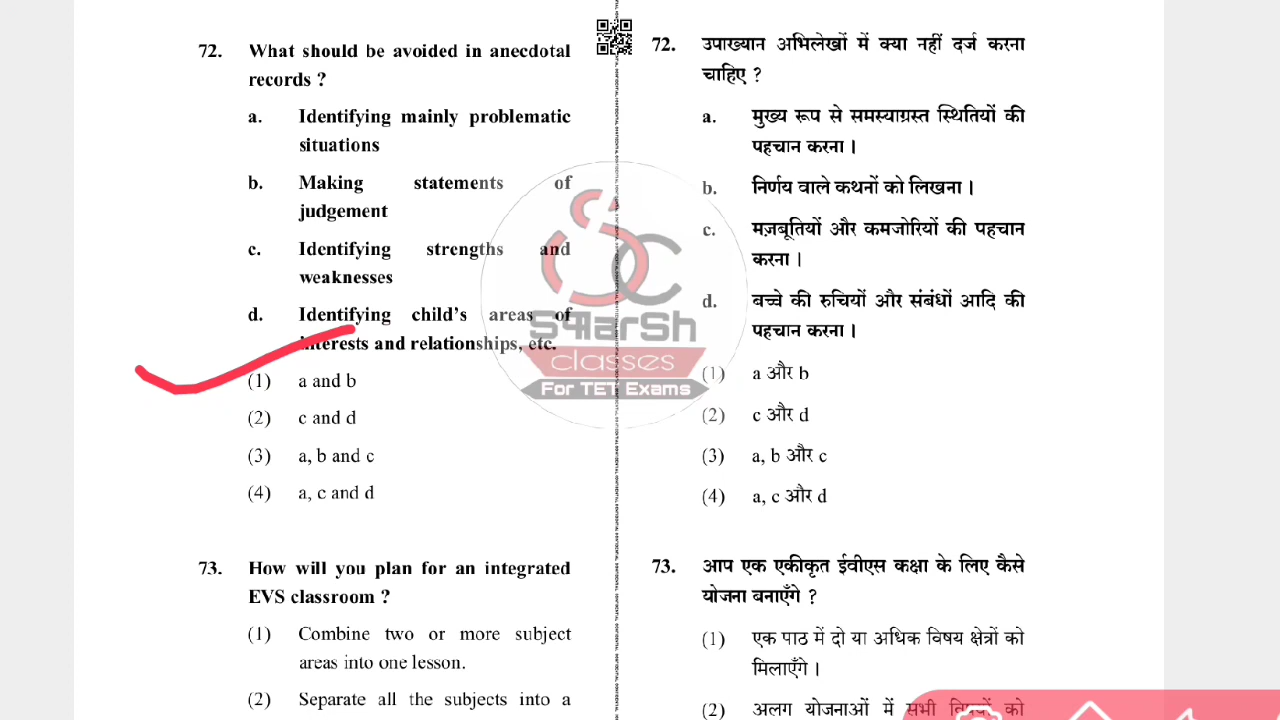 72. What should be avoided in anecdotal
records ?
a. Identifying mainly problematic
situations
b. Making statements of
judgement
c. Identifying strengths and
weaknesses
d. Identifying child's areas of
interests and relationships, etc.
(1) a and b
(2) c and d
(3) a, b and c
(4) a, c and d
73. How will you plan for an integrated
EVS classroom ?
(1) Combine two or more subject
areas into one lesson.
(2) Separate all the subjects into a
72. उपाख्यान अभिलेखों में क्या नहीं दर्ज करना
चाहिए ?
a. मुख्य रूप से समस्याग्रस्त स्थितियों की
पहचान करना ।
b. निर्णय वाले कथनों को लिखना ।
c. मज़बूतियों और कमजोरियों की पहचान
करना ।
d. बच्चे की रुचियों और संबंधों आदि की
पहचान करना ।
(1) a और b
(2) c और d
(3) a, b और c
(4) a, c और d
73. आप एक एकीकृत ईवीएस कक्षा के लिए कैसे
योजना बनाएँगे ?
(1) एक पाठ में दो या अधिक विषय क्षेत्रों को
मिलाएँगे ।
(2) अलग योजनाओं में सभी विषयों को
classes
For TET Exams